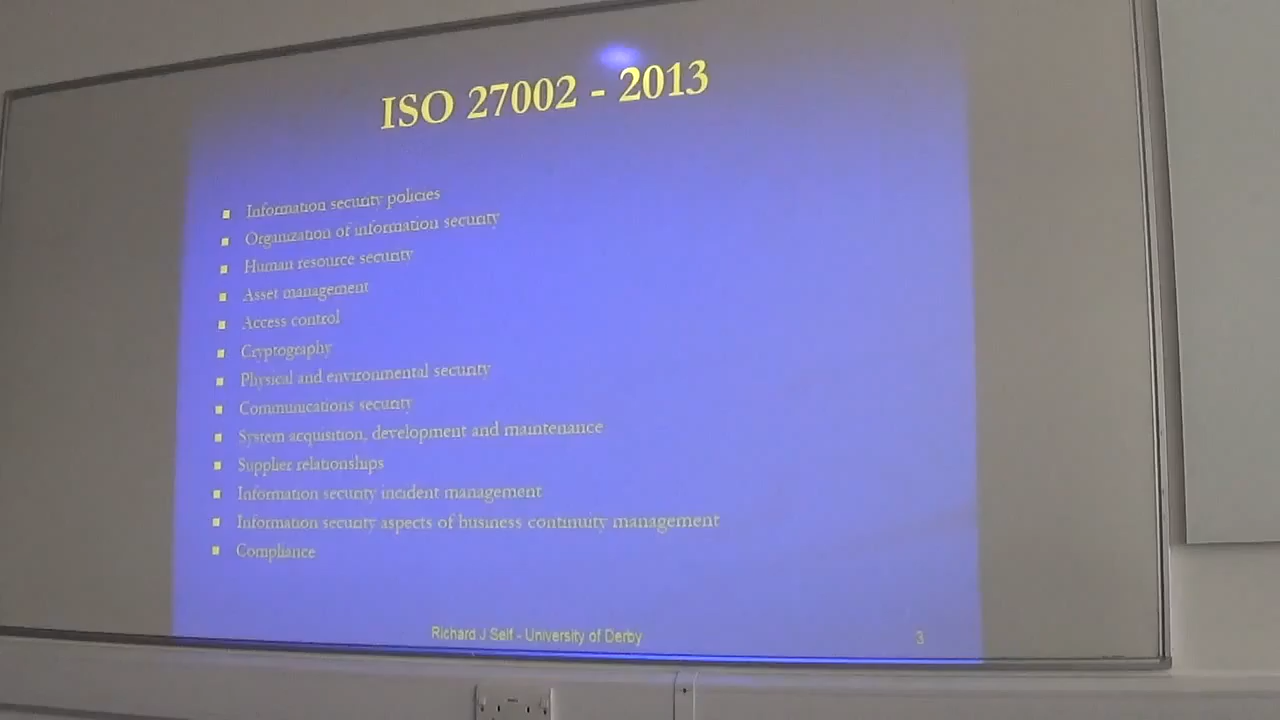 ISO 27002 - 2013
Information security policies
Organization of information security
Human resource security
Asset management
Access control
Cryptography
Physical and environmental security
Communications security
System acquisition, development and maintenance
Supplier relationships
Information security incident management
Information security aspects of business continuity management
Compliance
Richard J Self - University of Derby
3